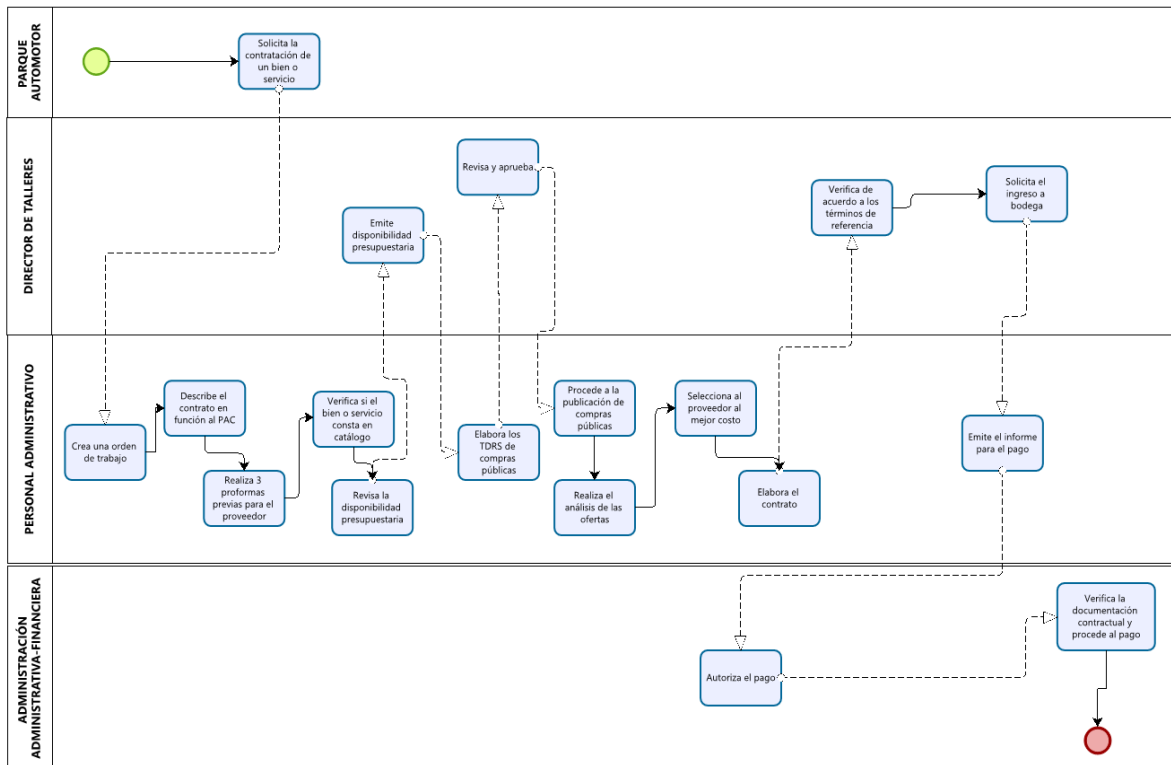 PARQUE
AUTOMOTOR
Solicita la
contratación de
un bien o
servicio
DIRECTOR DE TALLERES
Revisa y aprueba
Emite
disponibilidad
presupuestaria
Verifica de
acuerdo a los
términos de
referencia
Solicita el
ingreso a
bodega
PERSONAL ADMINISTRATIVO
Crea una orden
de trabajo
Describe el
contrato en
función al PAC
Realiza 3
proformas
previas para el
proveedor
Verifica si el
bien o servicio
consta en
catálogo
Revisa la
disponibilidad
presupuestaria
Elabora los
TDRS de
compras
públicas
Procede a la
publicación de
compras
públicas
Realiza el
análisis de las
ofertas
Selecciona al
proveedor al
mejor costo
Elabora el
contrato
Emite el informe
para el pago
ADMINISTRACIÓN
ADMINISTRATIVA-FINANCIERA
Autoriza el pago
Verifica la
documentación
contractual y
procede al pago